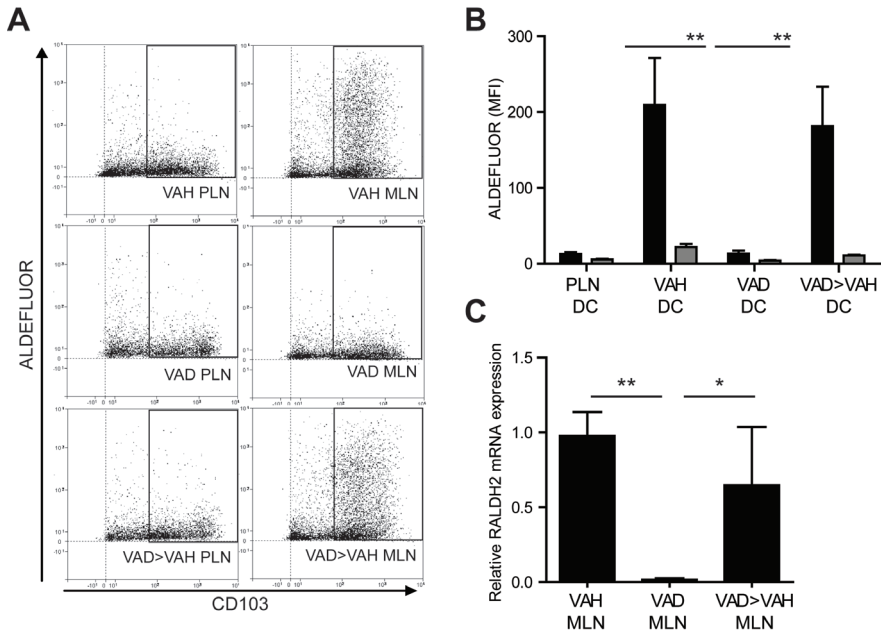 A
ALDEFLUOR
VAH PLN
VAH MLN
VAD PLN
VAD MLN
VAD>VAH PLN
VAD>VAH MLN
CD103
B
ALDEFLUOR (MFI)
300
200
100
0
**
**
PLN DC
VAH DC
VAD DC
VAD>VAH DC
C
Relative RALDH2 mRNA expression
1.5
1.0
0.5
0.0
**
*
VAH MLN
VAD MLN
VAD>VAH MLN